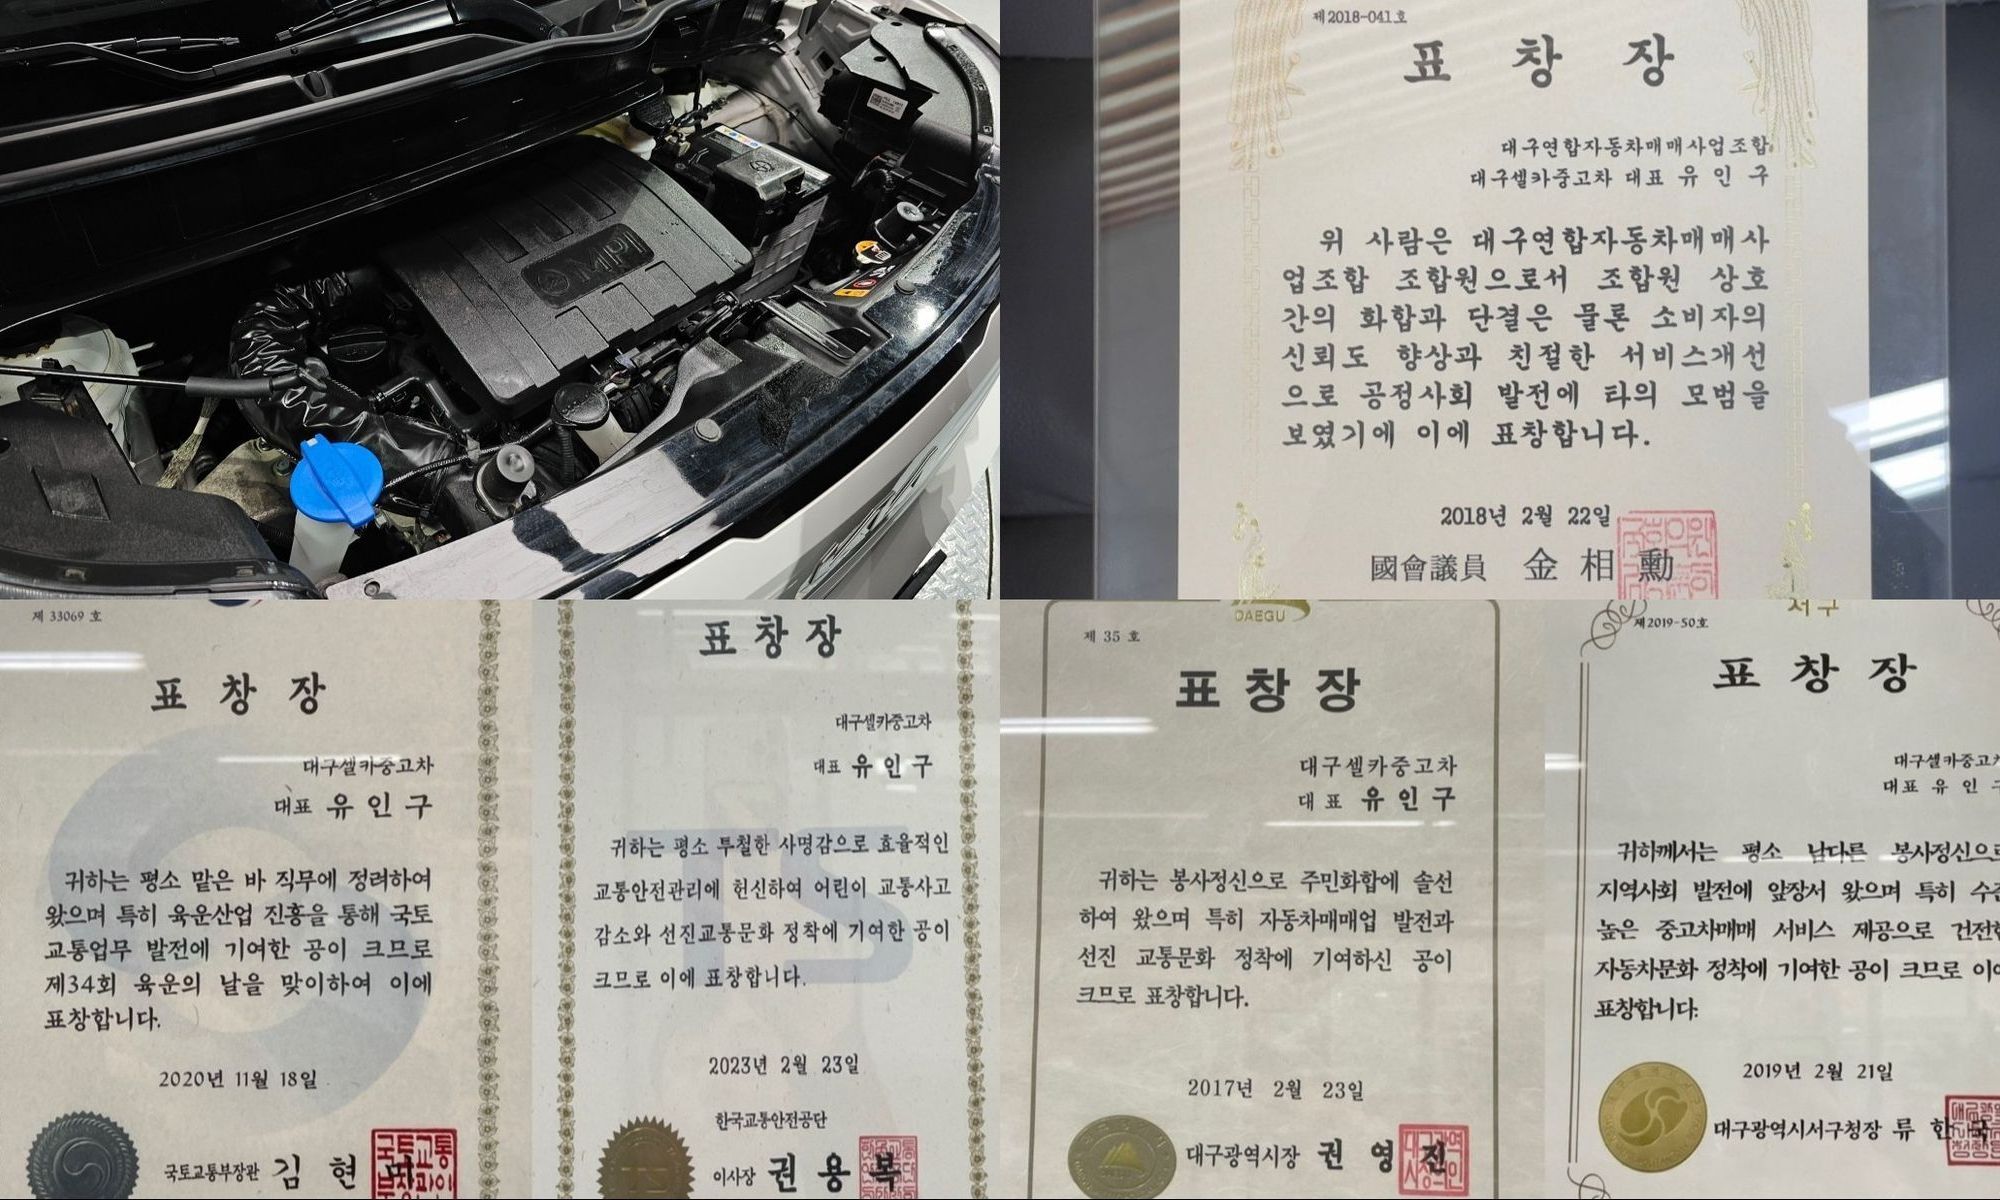 MPI
제2018-041호
표 창 장
대구연합자동차매매사업조합
대구셀카중고차 대표 유 인 구
위 사람은 대구연합자동차매매사
업조합 조합원으로서 조합원 상호
간의 화합과 단결은 물론 소비자의
신뢰도 향상과 친절한 서비스개선
으로 공정사회 발전에 타의 모범을
보였기에 이에 표창합니다.
2018년 2월 22일
國會議員 金 相 勳
제 33069 호
표 창 장
대구셀카중고차
대표 유 인 구
귀하는 평소 맡은 바 직무에 정려하여
왔으며 특히 육운산업 진흥을 통해 국토
교통업무 발전에 기여한 공이 크므로
제34회 육운의 날을 맞이하여 이에
표창합니다.
2020년 11월 18일
국토교통부장관 김 현 미
국토교통
부장관인
표 창 장
대구셀카중고차
대표 유 인 구
귀하는 평소 투철한 사명감으로 효율적인
교통안전관리에 헌신하여 어린이 교통사고
감소와 선진교통문화 정착에 기여한 공이
크므로 이에 표창합니다.
2023년 2월 23일
한국교통안전공단
이사장 권 용 복
DAEGU
제 35 호
표 창 장
대구셀카중고차
대 표 유 인 구
귀하는 봉사정신으로 주민화합에 솔선
하여 왔으며 특히 자동차매매업 발전과
선진 교통문화 정착에 기여하신 공이
크므로 표창합니다.
2017년 2월 23일
대구광역시장 권 영 진
서구
제2019-50호
표 창 장
대구셀카중고차
대표 유 인 구
귀하께서는 평소 남다른 봉사정신으로
지역사회 발전에 앞장서 왔으며 특히 수준
높은 중고차매매 서비스 제공으로 건전한
자동차문화 정착에 기여한 공이 크므로 이에
표창합니다.
2019년 2월 21일
대구광역시서구청장 류 한 국